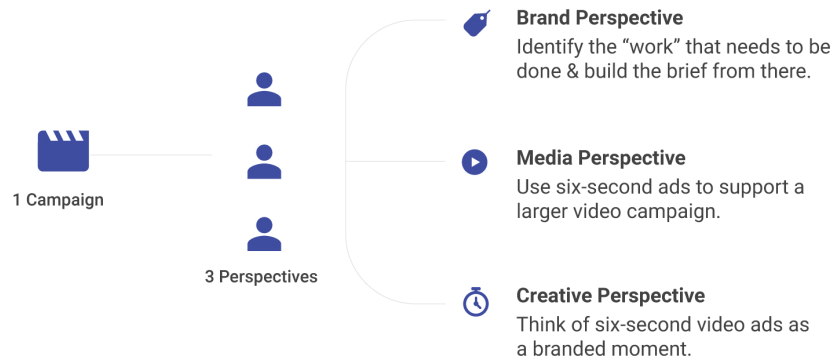 1 Campaign
3 Perspectives
Brand Perspective
Identify the “work” that needs to be
done & build the brief from there.
Media Perspective
Use six-second ads to support a
larger video campaign.
Creative Perspective
Think of six-second video ads as
a branded moment.